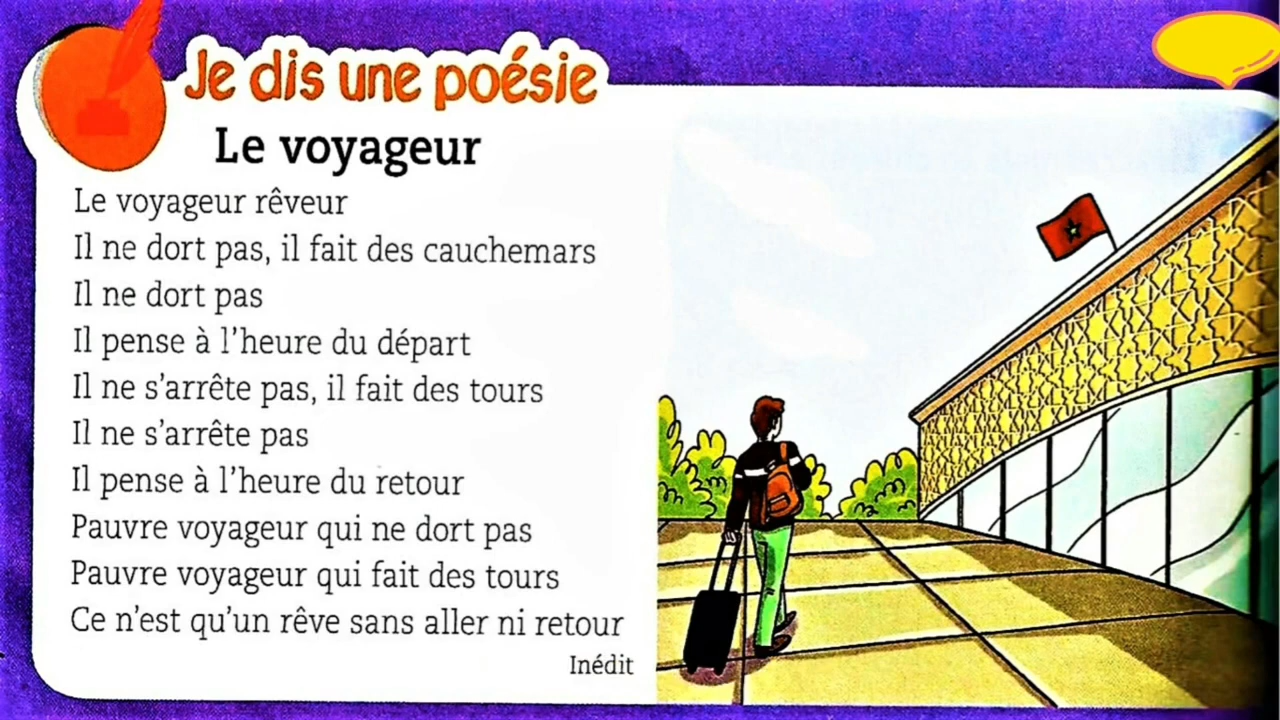 Je dis une poésie
Le voyageur
Le voyageur rêveur
Il ne dort pas, il fait des cauchemars
Il ne dort pas
Il pense à l'heure du départ
Il ne s'arrête pas, il fait des tours
Il ne s'arrête pas
Il pense à l'heure du retour
Pauvre voyageur qui ne dort pas
Pauvre voyageur qui fait des tours
Ce n'est qu'un rêve sans aller ni retour
Inédit